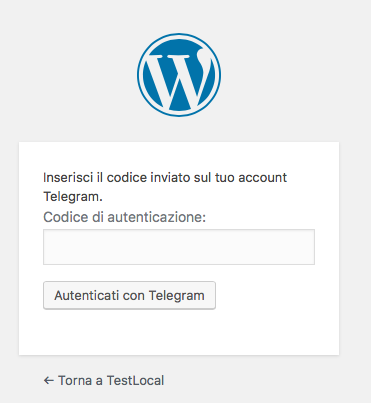 Inserisci il codice inviato sul tuo account
Telegram.
Codice di autenticazione:
Autenticati con Telegram
← Torna a TestLocal